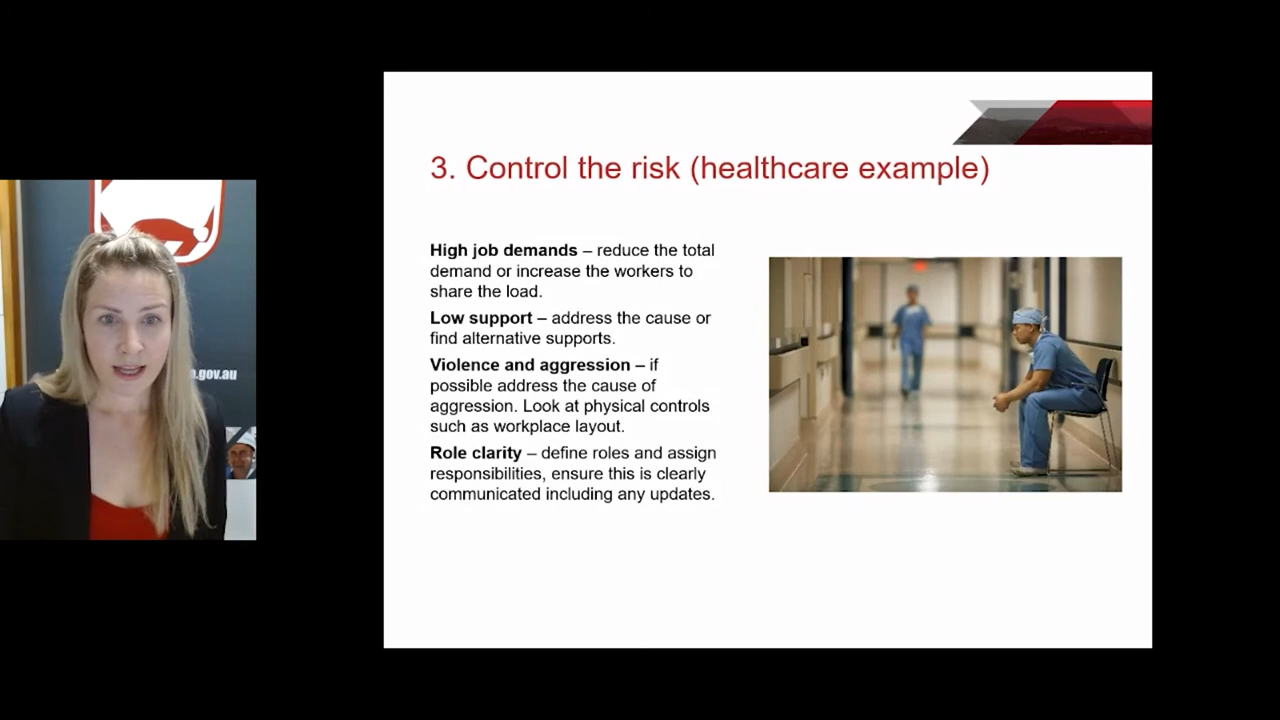 3. Control the risk (healthcare example)
High job demands – reduce the total
demand or increase the workers to
share the load.
Low support – address the cause or
find alternative supports.
Violence and aggression – if
possible address the cause of
aggression. Look at physical controls
such as workplace layout.
Role clarity – define roles and assign
responsibilities, ensure this is clearly
communicated including any updates.
.gov.au